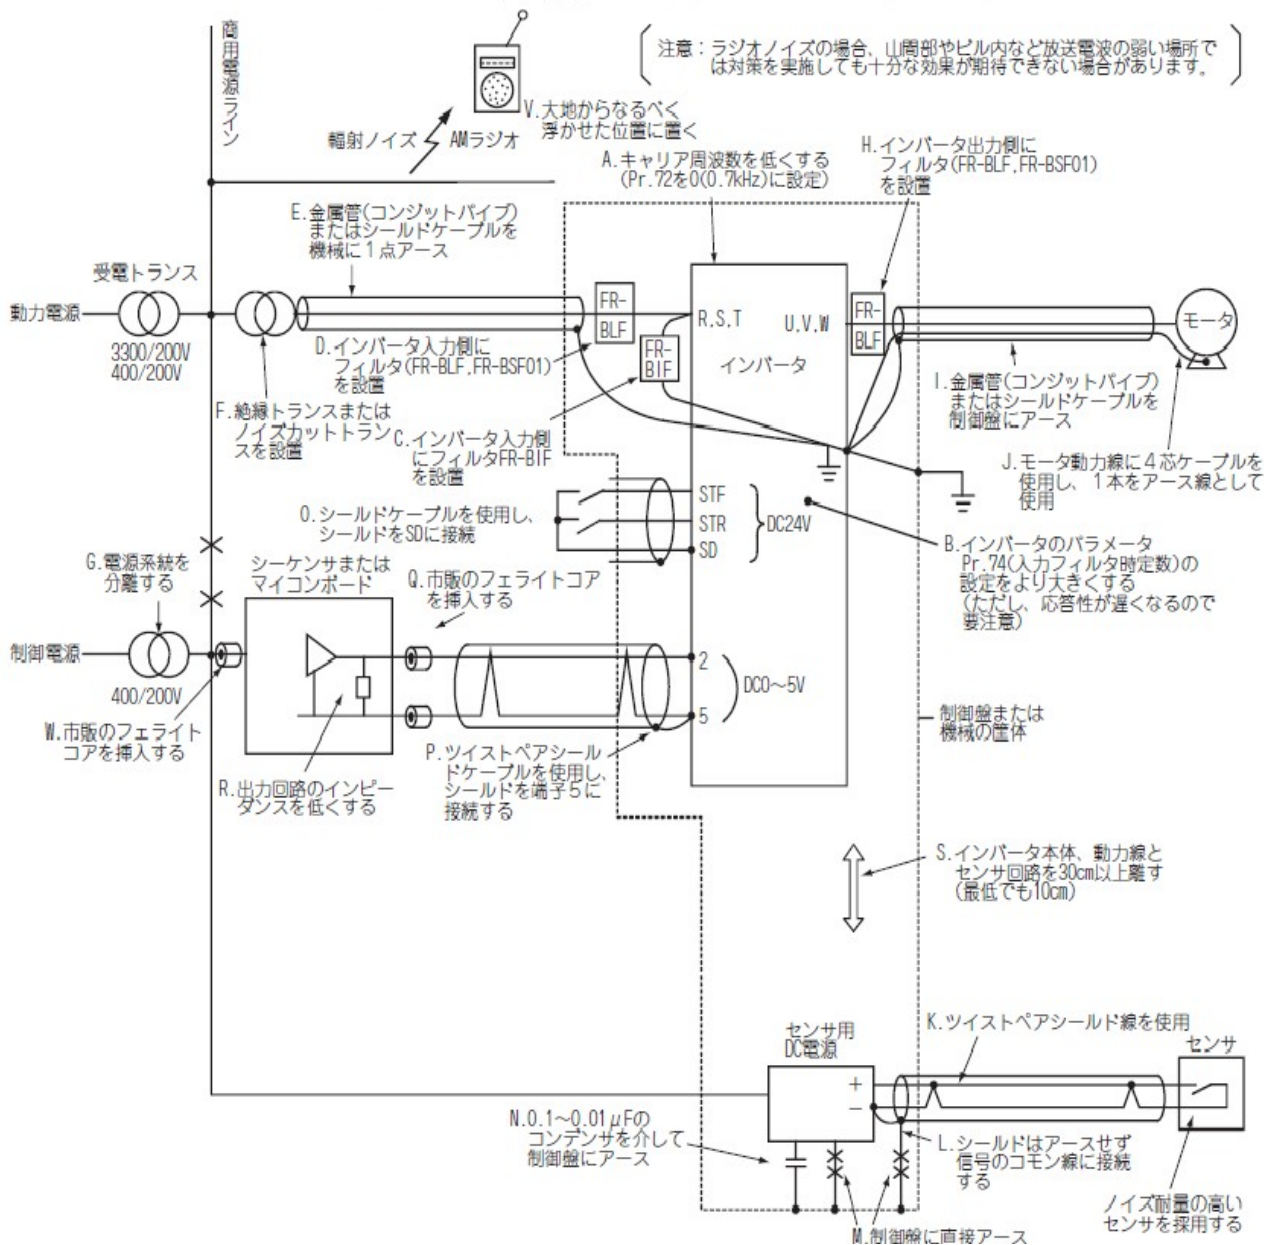 商用電源ライン
注意：ラジオノイズの場合、山間部やビル内など放送電波の弱い場所で
は対策を実施しても十分な効果が期待できない場合があります。
V.大地からなるべく
浮かせた位置に置く
輻射ノイズ
AMラジオ
A.キャリア周波数を低くする
(Pr.72を0(0.7kHz)に設定)
H.インバータ出力側に
フィルタ(FR-BLF,FR-BSF01)
を設置
E.金属管(コンジットパイプ)
またはシールドケーブルを
機械に１点アース
受電トランス
動力電源
3300/200V
400/200V
FR-
BLF
R,S,T
U,V,W
FR-
BLF
モータ
D.インバータ入力側に
フィルタ(FR-BLF,FR-BSF01)
を設置
FR-
BIF
インバータ
I.金属管(コンジットパイプ)
またはシールドケーブルを
制御盤にアース
F.絶縁トランスまたは
ノイズカットトラン
スを設置
C.インバータ入力側
にフィルタFR-BIF
を設置
J.モータ動力線に４芯ケーブルを
使用し、１本をアース線として
使用
O.シールドケーブルを使用し、
シールドをSDに接続
STF
STR
SD
DC24V
B.インバータのパラメータ
Pr.74(入力フィルタ時定数)の
設定をより大きくする
(ただし、応答性が遅くなるので
要注意)
G.電源系統を
分離する
シーケンサまたは
マイコンボード
Q.市販のフェライトコア
を挿入する
制御電源
400/200V
2
5
DC0～5V
W.市販のフェライト
コアを挿入する
制御盤または
機械の筐体
R.出力回路のインピー
ダンスを低くする
P.ツイストペアシール
ドケーブルを使用し、
シールドを端子５に
接続する
S.インバータ本体、動力線と
センサ回路を30cm以上離す
(最低でも10cm)
センサ用
DC電源
K.ツイストペアシールド線を使用
センサ
+
−
N.0.1～0.01μFの
コンデンサを介して
制御盤にアース
L.シールドはアースせず
信号のコモン線に接続
する
ノイズ耐量の高い
センサを採用する
M.制御盤に直接アース